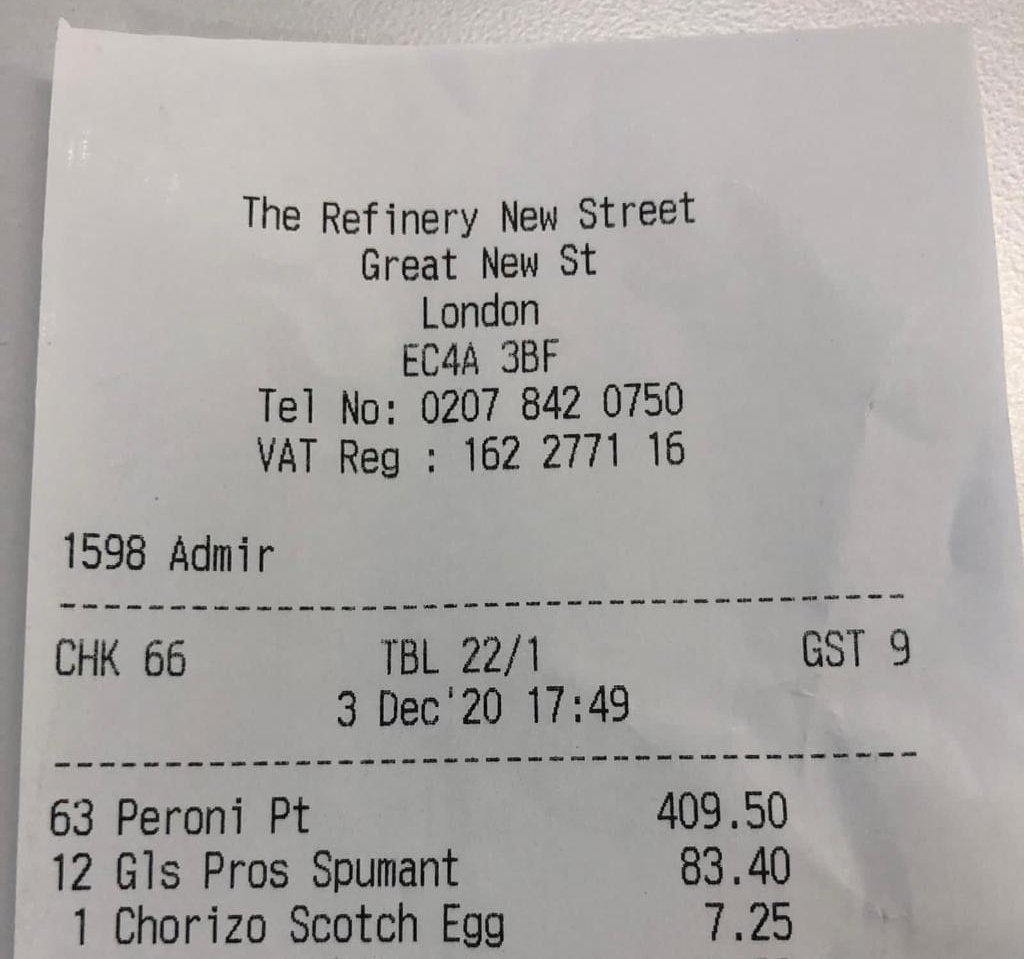 The Refinery New Street
Great New St
London
EC4A 3BF
Tel No: 0207 842 0750
VAT Reg : 162 2771 16
1598 Admir
CHK 66 TBL 22/1 GST 9
3 Dec'20 17:49
63 Peroni Pt 409.50
12 Gls Pros Spumant 83.40
1 Chorizo Scotch Egg 7.25